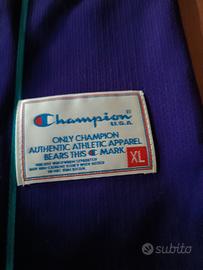 Champion
U.S.A.
ONLY CHAMPION
AUTHENTIC ATHLETIC APPAREL
BEARS THIS C MARK
XL
subito